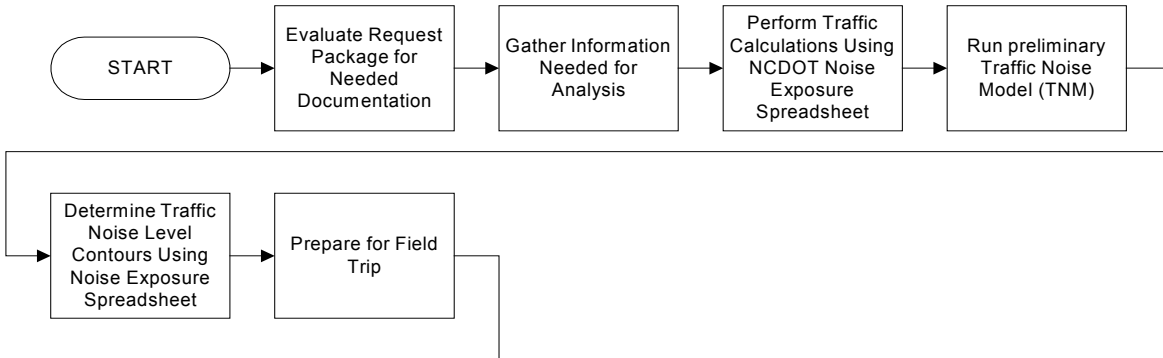 START
Evaluate Request
Package for
Needed
Documentation
Gather Information
Needed for
Analysis
Perform Traffic
Calculations Using
NCDOT Noise
Exposure
Spreadsheet
Run preliminary
Traffic Noise
Model (TNM)
Determine Traffic
Noise Level
Contours Using
Noise Exposure
Spreadsheet
Prepare for Field
Trip